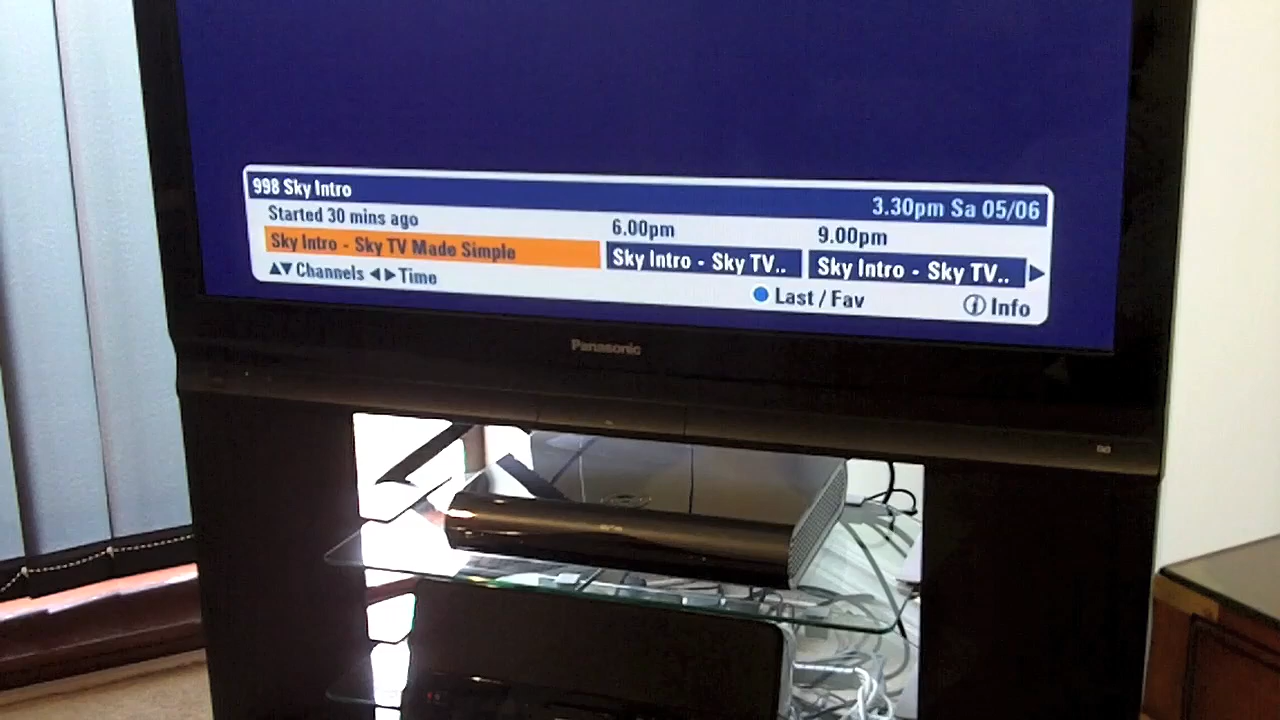 998 Sky Intro
3.30pm Sa 05/06
Started 30 mins ago
6.00pm
9.00pm
Sky Intro - Sky TV Made Simple
Sky Intro - Sky TV..
Sky Intro - Sky TV..
Channels
Time
Last / Fav
i Info
Panasonic